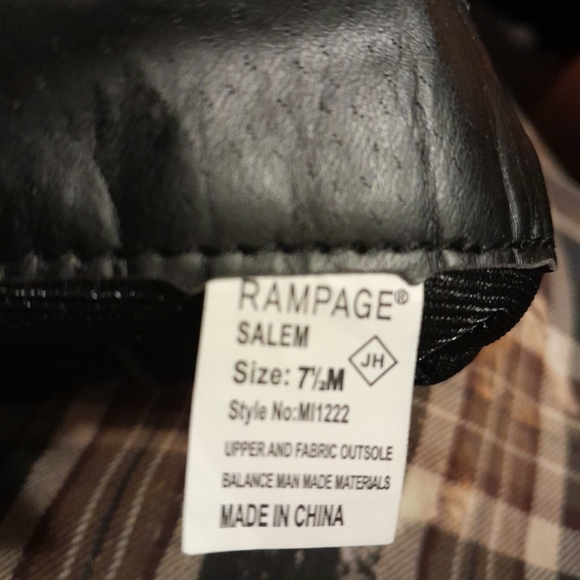 RAMPAGE®
SALEM
JH
Size: 7½M
Style No:MI1222
UPPER AND FABRIC OUTSOLE
BALANCE MAN MADE MATERIALS
MADE IN CHINA